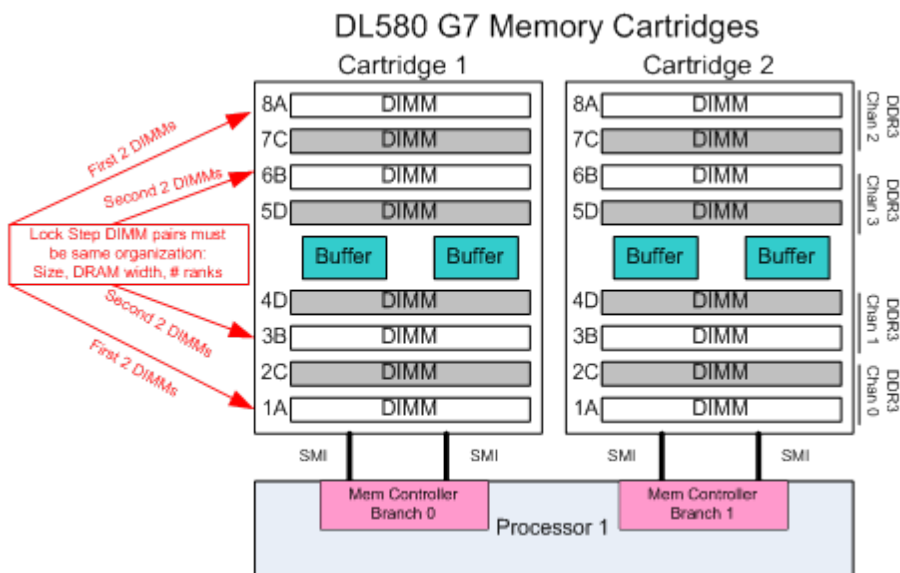 DL580 G7 Memory Cartridges
Cartridge 1
Cartridge 2
8A DIMM
7C DIMM
6B DIMM
5D DIMM
Buffer Buffer
4D DIMM
3B DIMM
2C DIMM
1A DIMM
8A DIMM
7C DIMM
6B DIMM
5D DIMM
Buffer Buffer
4D DIMM
3B DIMM
2C DIMM
1A DIMM
DDR3
Chan 2
DDR3
Chan 3
DDR3
Chan 1
DDR3
Chan 0
First 2 DIMMs
Second 2 DIMMs
Lock Step DIMM pairs must
be same organization:
Size, DRAM width, # ranks
Second 2 DIMMs
First 2 DIMMs
SMI SMI SMI SMI
Mem Controller
Branch 0
Mem Controller
Branch 1
Processor 1